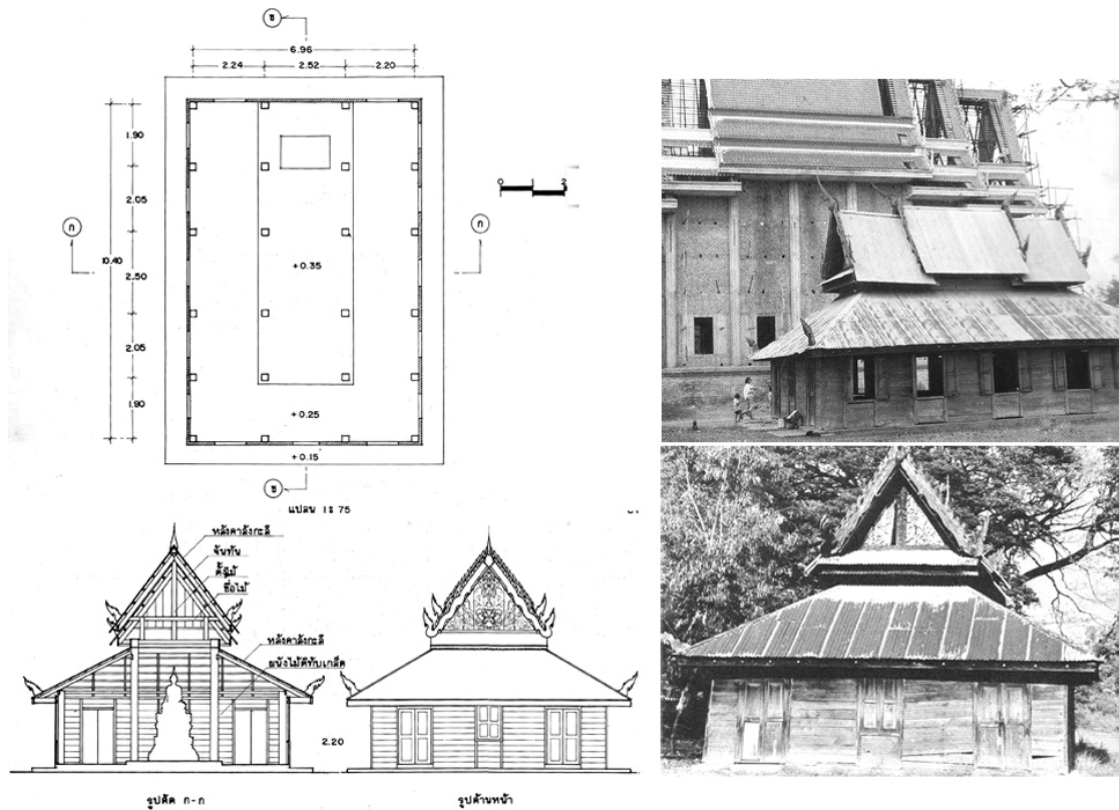 ข
6.96
2.24 2.52 2.20
1.90
2.05
10.40
2.50
2.05
1.90
ก
ก
0 2
+0.35
+0.25
+0.15
ข
แปลน 1:75
หลังคาสังกะสี
จันทัน
ดั้งไม้
ขื่อไม้
หลังคาสังกะสี
ผนังไม้ตีทับเกล็ด
2.20
รูปตัด ก-ก
รูปด้านหน้า